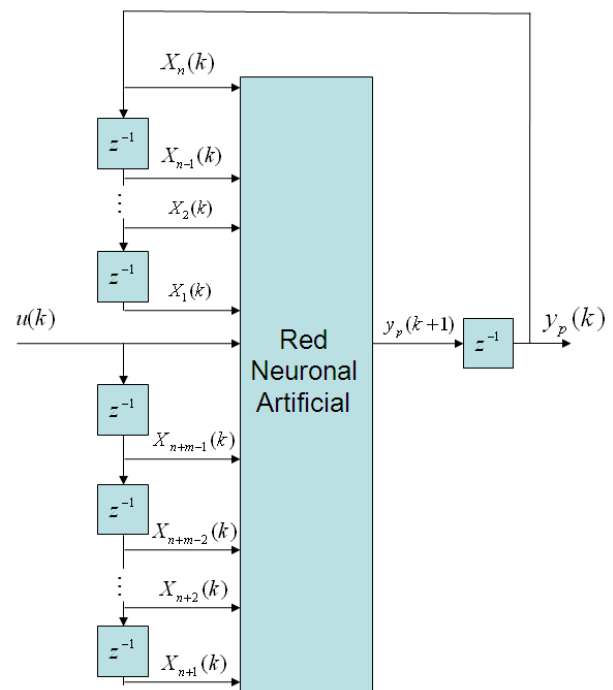 X_n(k)
z^{-1}
X_{n-1}(k)
⋮
X_2(k)
z^{-1}
X_1(k)
u(k)
Red
Neuronal
Artificial
y_p(k+1)
z^{-1}
y_p(k)
z^{-1}
X_{n+m-1}(k)
z^{-1}
X_{n+m-2}(k)
⋮
X_{n+2}(k)
z^{-1}
X_{n+1}(k)